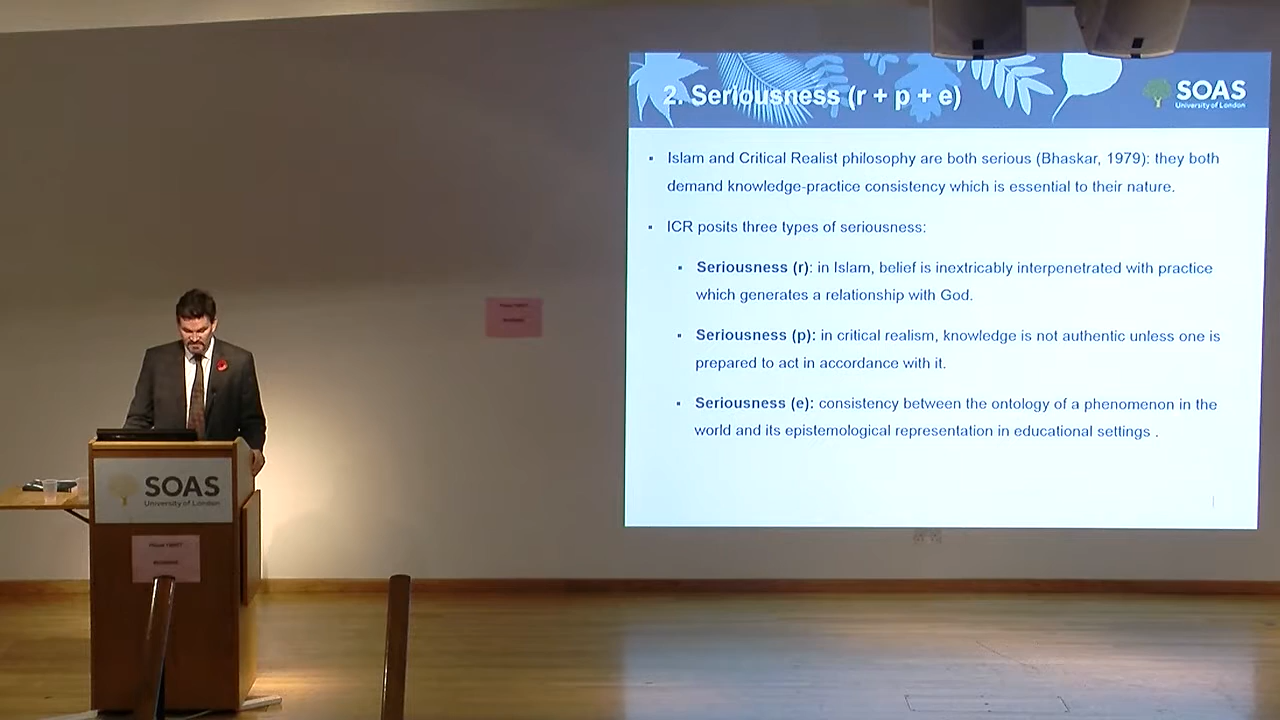 2. Seriousness (r + p + e)
SOAS
University of London
▪ Islam and Critical Realist philosophy are both serious (Bhaskar, 1979): they both
demand knowledge-practice consistency which is essential to their nature.
▪ ICR posits three types of seriousness:
▪ Seriousness (r): in Islam, belief is inextricably interpenetrated with practice
which generates a relationship with God.
▪ Seriousness (p): in critical realism, knowledge is not authentic unless one is
prepared to act in accordance with it.
▪ Seriousness (e): consistency between the ontology of a phenomenon in the
world and its epistemological representation in educational settings .
SOAS
University of London